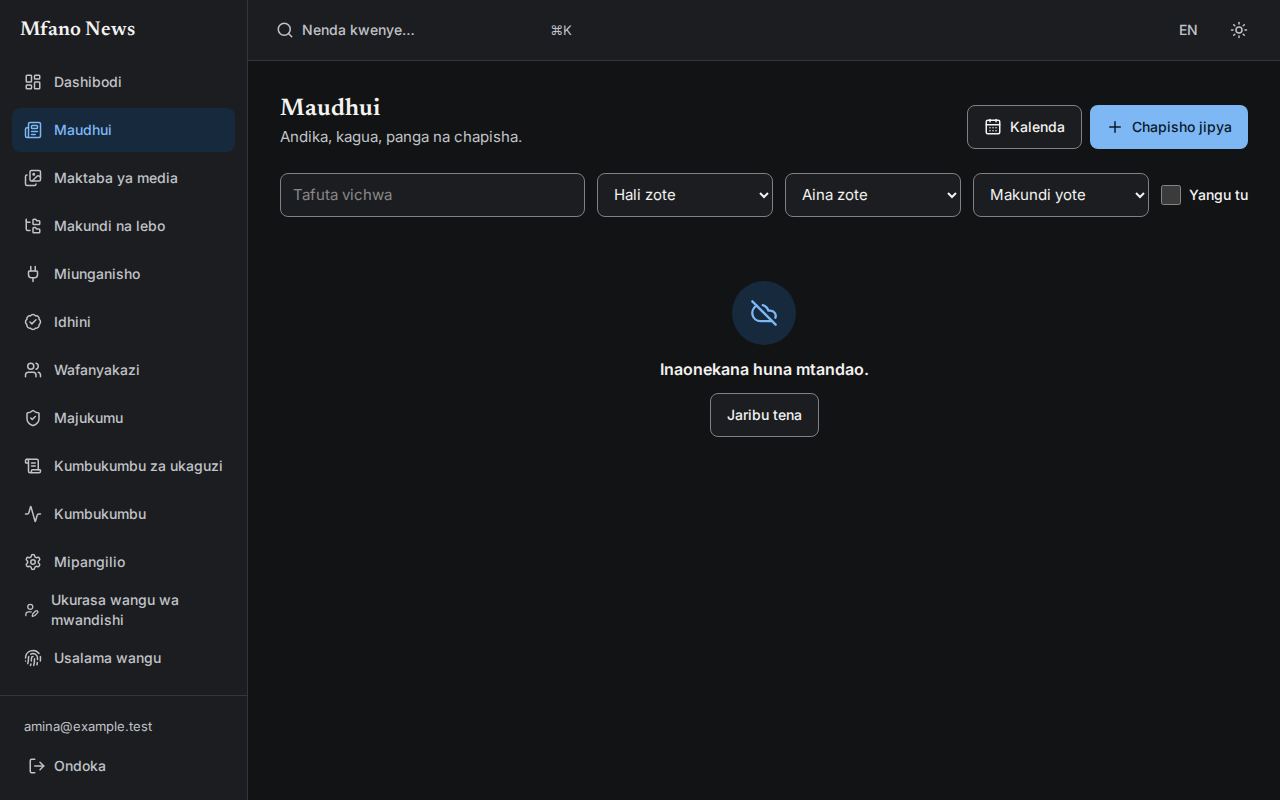 Mfano News
Nenda kwenye...
⌘K
EN
Dashibodi
Maudhui
Maktaba ya media
Makundi na lebo
Miunganisho
Idhini
Wafanyakazi
Majukumu
Kumbukumbu za ukaguzi
Kumbukumbu
Mipangilio
Ukurasa wangu wa
mwandishi
Usalama wangu
amina@example.test
Ondoka
Maudhui
Andika, kagua, panga na chapisha.
Kalenda
Chapisho jipya
Tafuta vichwa
Hali zote
Aina zote
Makundi yote
Yangu tu
Inaonekana huna mtandao.
Jaribu tena